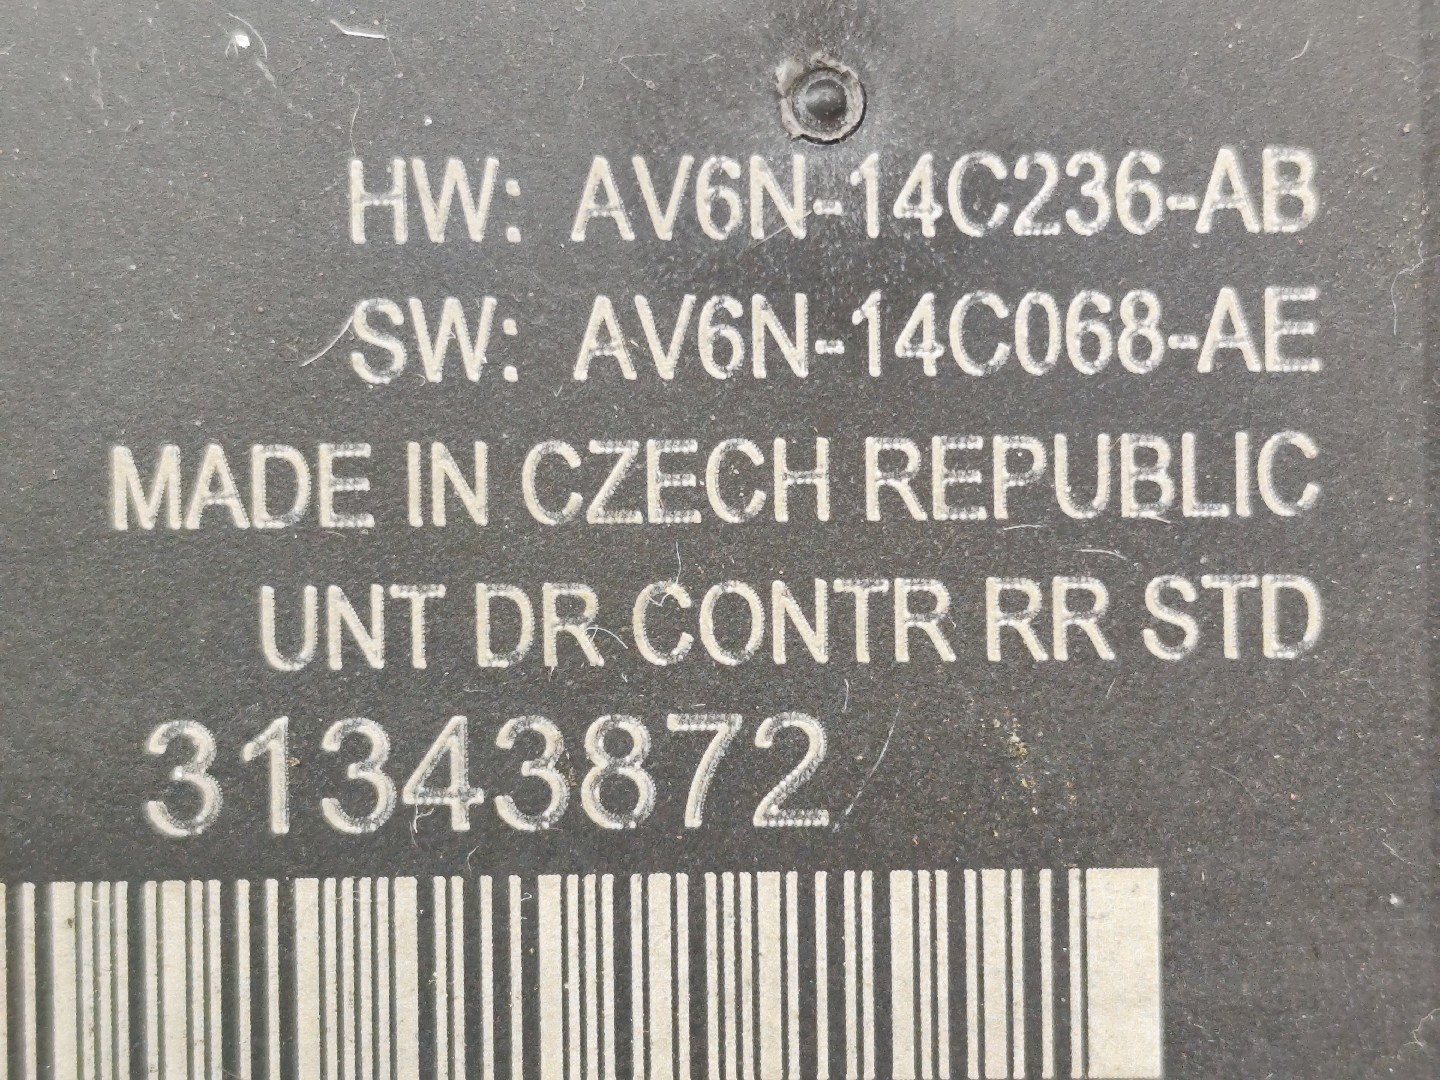 HW: AV6N-14C236-AB
SW: AV6N-14C068-AE
MADE IN CZECH REPUBLIC
UNT DR CONTR RR STD
31343872